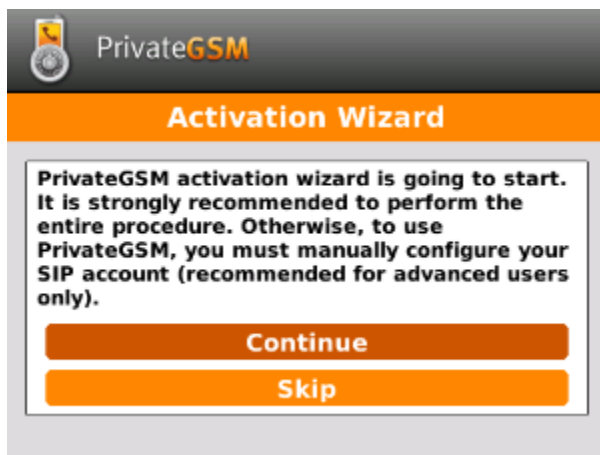 PrivateGSM
Activation Wizard
PrivateGSM activation wizard is going to start.
It is strongly recommended to perform the
entire procedure. Otherwise, to use
PrivateGSM, you must manually configure your
SIP account (recommended for advanced users
only).
Continue
Skip